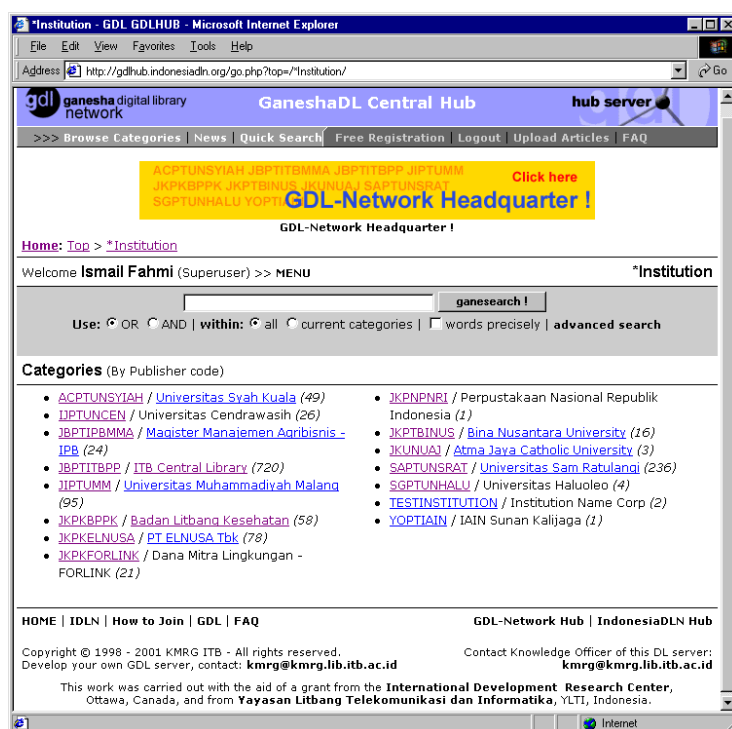 *Institution - GDL GDLHUB - Microsoft Internet Explorer
File Edit View Favorites Tools Help
Address http://gdlhub.indonesiadln.org/go.php?top=/*Institution/ Go
gdl ganesha digital library network GaneshaDL Central Hub hub server
>>> Browse Categories | News | Quick Search Free Registration | Logout | Upload Articles | FAQ
ACPTUNSYIAH JBPTITBMMA JBPTITBPP JIPTUMM
JKPKBPPK JKPTBINUS JKUNUAJ SAPTUNSRAT
SGPTUNHALU
Click here
GDL-Network Headquarter !
GDL-Network Headquarter !
Home: Top > *Institution
Welcome Ismail Fahmi (Superuser) >> MENU *Institution
ganesearch !
Use: OR AND | within: all current categories | words precisely | advanced search
Categories (By Publisher code)
ACPTUNSYIAH / Universitas Syah Kuala (49)
IJPTUNCEN / Universitas Cendrawasih (26)
JBPTIPBMMA / Magister Manajemen Agribisnis -
IPB (24)
JBPTITBPP / ITB Central Library (720)
JIPTUMM / Universitas Muhammadiyah Malang
(95)
JKPKBPPK / Badan Litbang Kesehatan (58)
JKPKELNUSA / PT ELNUSA Tbk (78)
JKPKFORLINK / Dana Mitra Lingkungan -
FORLINK (21)
JKPNPNRI / Perpustakaan Nasional Republik
Indonesia (1)
JKPTBINUS / Bina Nusantara University (16)
JKUNUAJ / Atma Jaya Catholic University (3)
SAPTUNSRAT / Universitas Sam Ratulangi (236)
SGPTUNHALU / Universitas Haluoleo (4)
TESTINSTITUTION / Institution Name Corp (2)
YOPTIAIN / IAIN Sunan Kalijaga (1)
HOME | IDLN | How to Join | GDL | FAQ GDL-Network Hub | IndonesiaDLN Hub
Copyright © 1998 - 2001 KMRG ITB - All rights reserved.
Develop your own GDL server, contact: kmrg@kmrg.lib.itb.ac.id
Contact Knowledge Officer of this DL server:
kmrg@kmrg.lib.itb.ac.id
This work was carried out with the aid of a grant from the International Development Research Center,
Ottawa, Canada, and from Yayasan Litbang Telekomunikasi dan Informatika, YLTI, Indonesia.
Internet